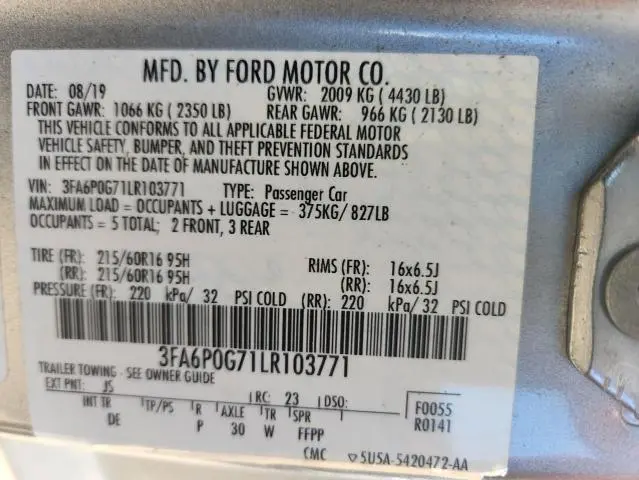 MFD. BY FORD MOTOR CO.
DATE: 08/19 GVWR: 2009 KG ( 4430 LB)
FRONT GAWR: 1066 KG ( 2350 LB) REAR GAWR: 966 KG ( 2130 LB)
THIS VEHICLE CONFORMS TO ALL APPLICABLE FEDERAL MOTOR
VEHICLE SAFETY, BUMPER, AND THEFT PREVENTION STANDARDS
IN EFFECT ON THE DATE OF MANUFACTURE SHOWN ABOVE.
VIN: 3FA6P0G71LR103771 TYPE: Passenger Car
MAXIMUM LOAD = OCCUPANTS + LUGGAGE = 375KG/ 827LB
OCCUPANTS = 5 TOTAL; 2 FRONT, 3 REAR
TIRE (FR): 215/60R16 95H RIMS (FR): 16x6.5J
(RR): 215/60R16 95H (RR): 16x6.5J
PRESSURE (FR): 220 kPa/ 32 PSI COLD (RR): 220 kPa/ 32 PSI COLD
3FA6P0G71LR103771
TRAILER TOWING - SEE OWNER GUIDE
EXT PNT: JS RC: 23 DSO:
INT TR TP/PS R AXLE TR SPR F0055
DE P 30 W FFPP R0141
CMC ▽5U5A-5420472-AA